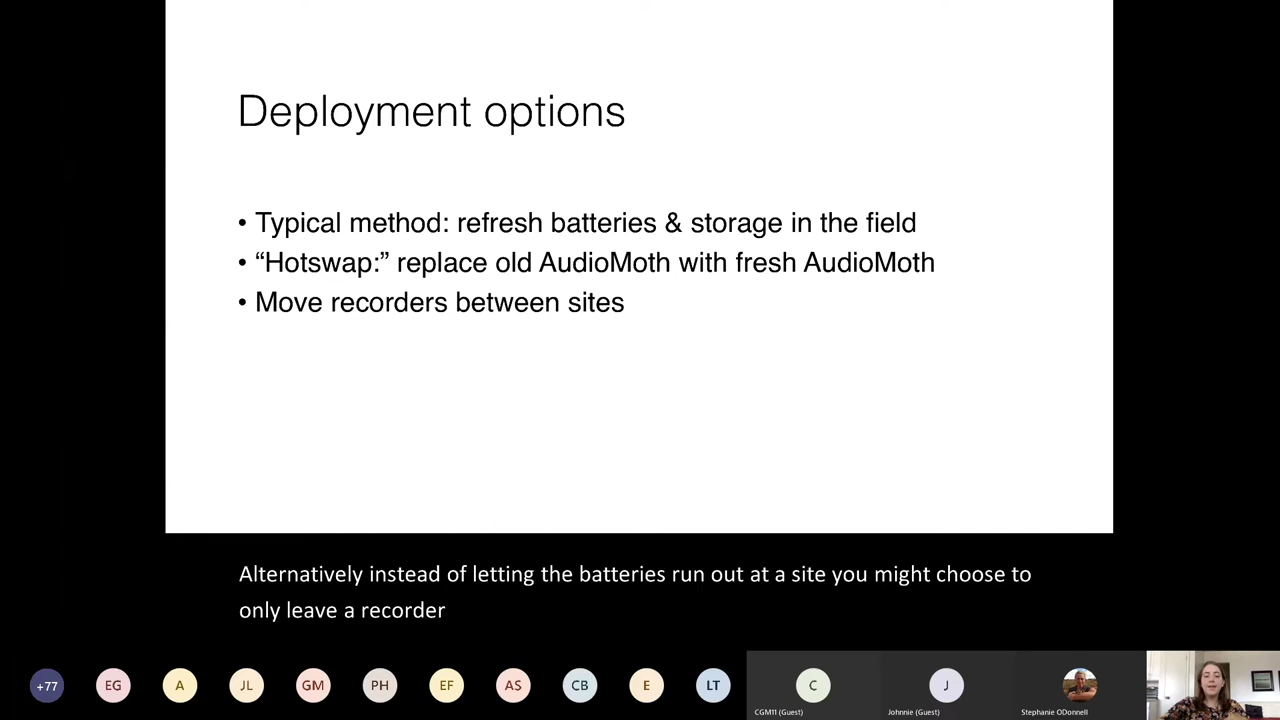 Deployment options
• Typical method: refresh batteries & storage in the field
• “Hotswap:” replace old AudioMoth with fresh AudioMoth
• Move recorders between sites
Alternatively instead of letting the batteries run out at a site you might choose to
only leave a recorder
+77 EG A JL GM PH EF AS CB E LT C J
CGM11 (Guest) Johnnie (Guest) Stephanie ODonnell